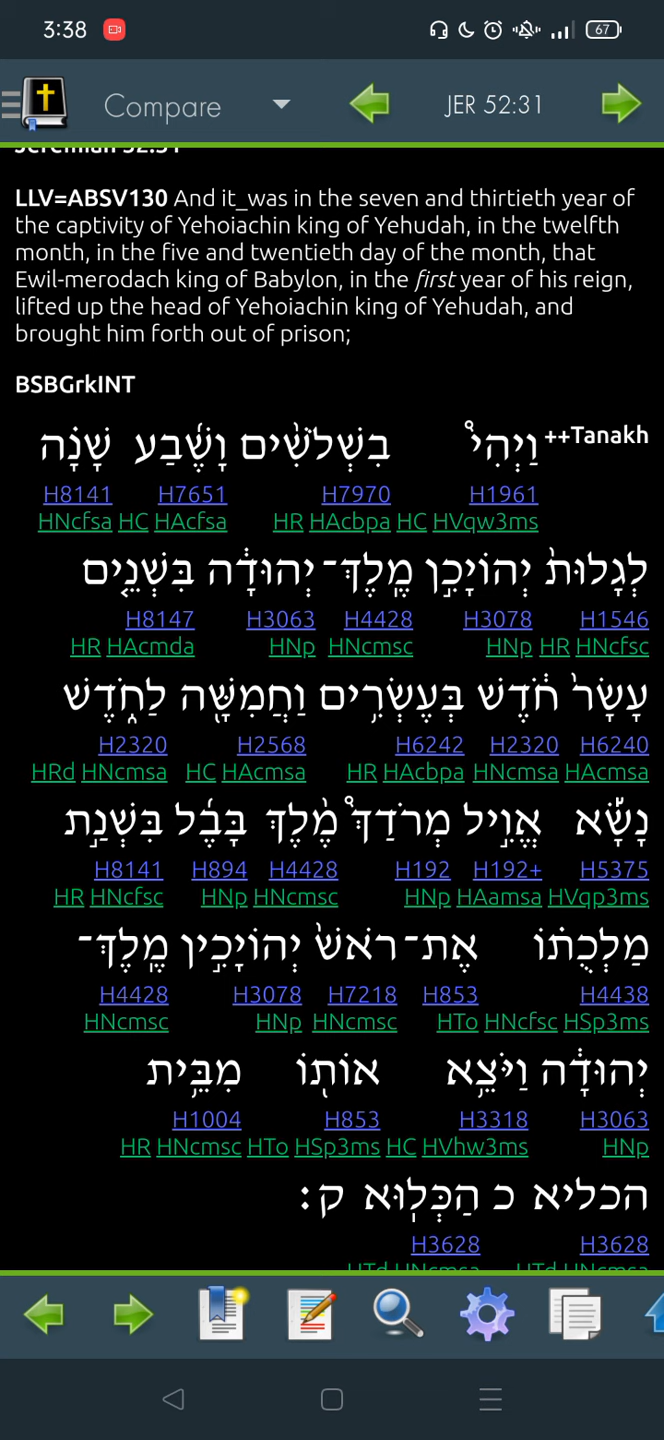 3:38
67
Compare
JER 52:31
Jeremiah 52:31
LLV=ABSV130 And it_was in the seven and thirtieth year of
the captivity of Yehoiachin king of Yehudah, in the twelfth
month, in the five and twentieth day of the month, that
Ewil-merodach king of Babylon, in the first year of his reign,
lifted up the head of Yehoiachin king of Yehudah, and
brought him forth out of prison;
BSBGrkINT
++Tanakh וַיְהִי֩ בִשְׁלֹשִׁ֨ים וָשֶׁ֜בַע שָׁנָ֗ה
H8141 H7651 H7970 H1961
HNcfsa HC HAcfsa HR HAcbpa HC HVqw3ms
לְגָלוּת֙ יְהוֹיָכִ֣ן מֶֽלֶךְ־ יְהוּדָ֔ה בִּשְׁנֵ֤ים
H8147 H3063 H4428 H3078 H1546
HR HAcmda HNp HNcmsc HNp HR HNcfsc
עָשָׂר֙ חֹ֔דֶשׁ בְּעֶשְׂרִ֥ים וַחֲמִשָּׁ֖ה לַחֹ֑דֶשׁ
H2320 H2568 H6242 H2320 H6240
HRd HNcmsa HC HAcmsa HR HAcbpa HNcmsa HAcmsa
נָשָׂ֡א אֱוִ֣יל מְרֹדַךְ֩ מֶ֨לֶךְ בָּבֶ֜ל בִּשְׁנַ֣ת
H8141 H894 H4428 H192 H192+ H5375
HR HNcfsc HNp HNcmsc HNp HAamsa HVqp3ms
מַלְכֻת֗וֹ אֶת־ רֹאשׁ֙ יְהוֹיָכִ֣ין מֶֽלֶךְ־
H4428 H3078 H7218 H853 H4438
HNcmsc HNp HNcmsc HTo HNcfsc HSp3ms
יְהוּדָ֔ה וַיֹּצֵ֥א אוֹת֖וֹ מִבֵּ֥ית
H1004 H853 H3318 H3063
HR HNcmsc HTo HSp3ms HC HVhw3ms HNp
הכליא כ הַכְּלֽוּא ק׃
H3628 H3628
HTd HNcmsa HTd HNcmsa